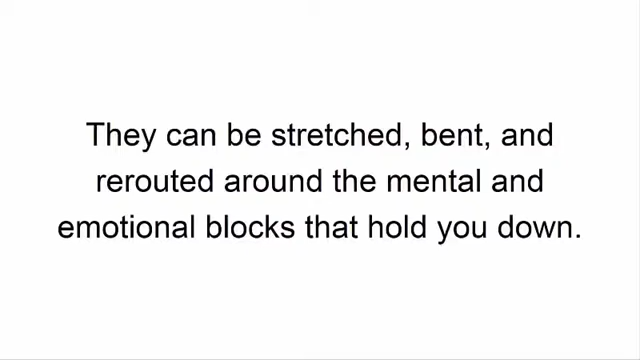 They can be stretched, bent, and
rerouted around the mental and
emotional blocks that hold you down.